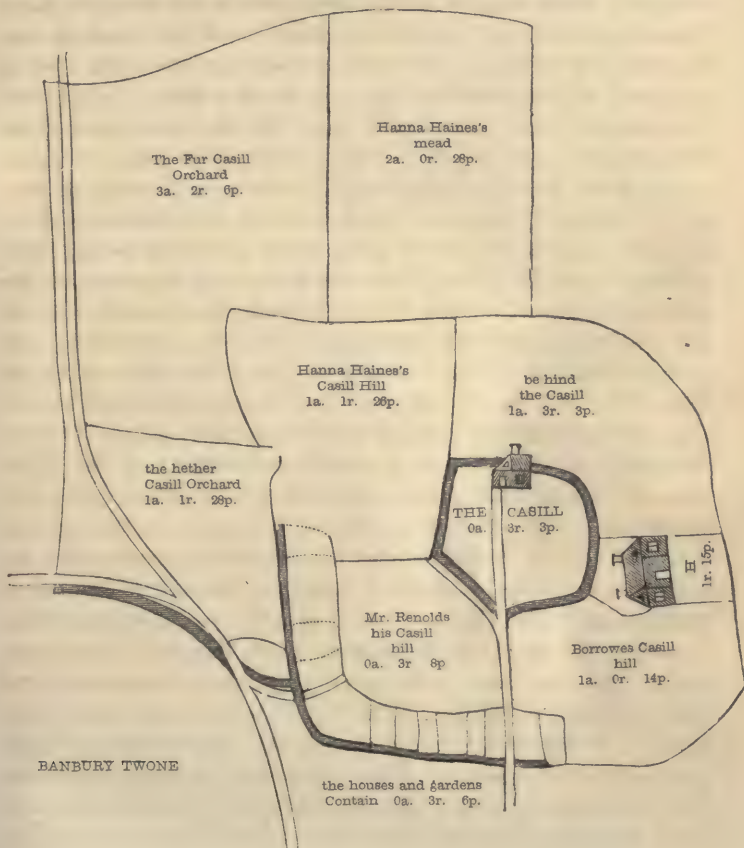 Hanna Haines's
mead
2a. 0r. 28p.
The Fur Casill
Orchard
3a. 2r. 6p.
Hanna Haines's
Casill Hill
1a. 1r. 26p.
be hind
the Casill
1a. 3r. 3p.
the hether
Casill Orchard
1a. 1r. 28p.
THE CASILL
0a. 3r. 3p.
H
1r. 15p.
Mr. Renolds
his Casill
hill
0a. 3r 8p
Borrowes Casill
hill
1a. 0r. 14p.
BANBURY TWONE
the houses and gardens
Contain 0a. 3r. 6p.